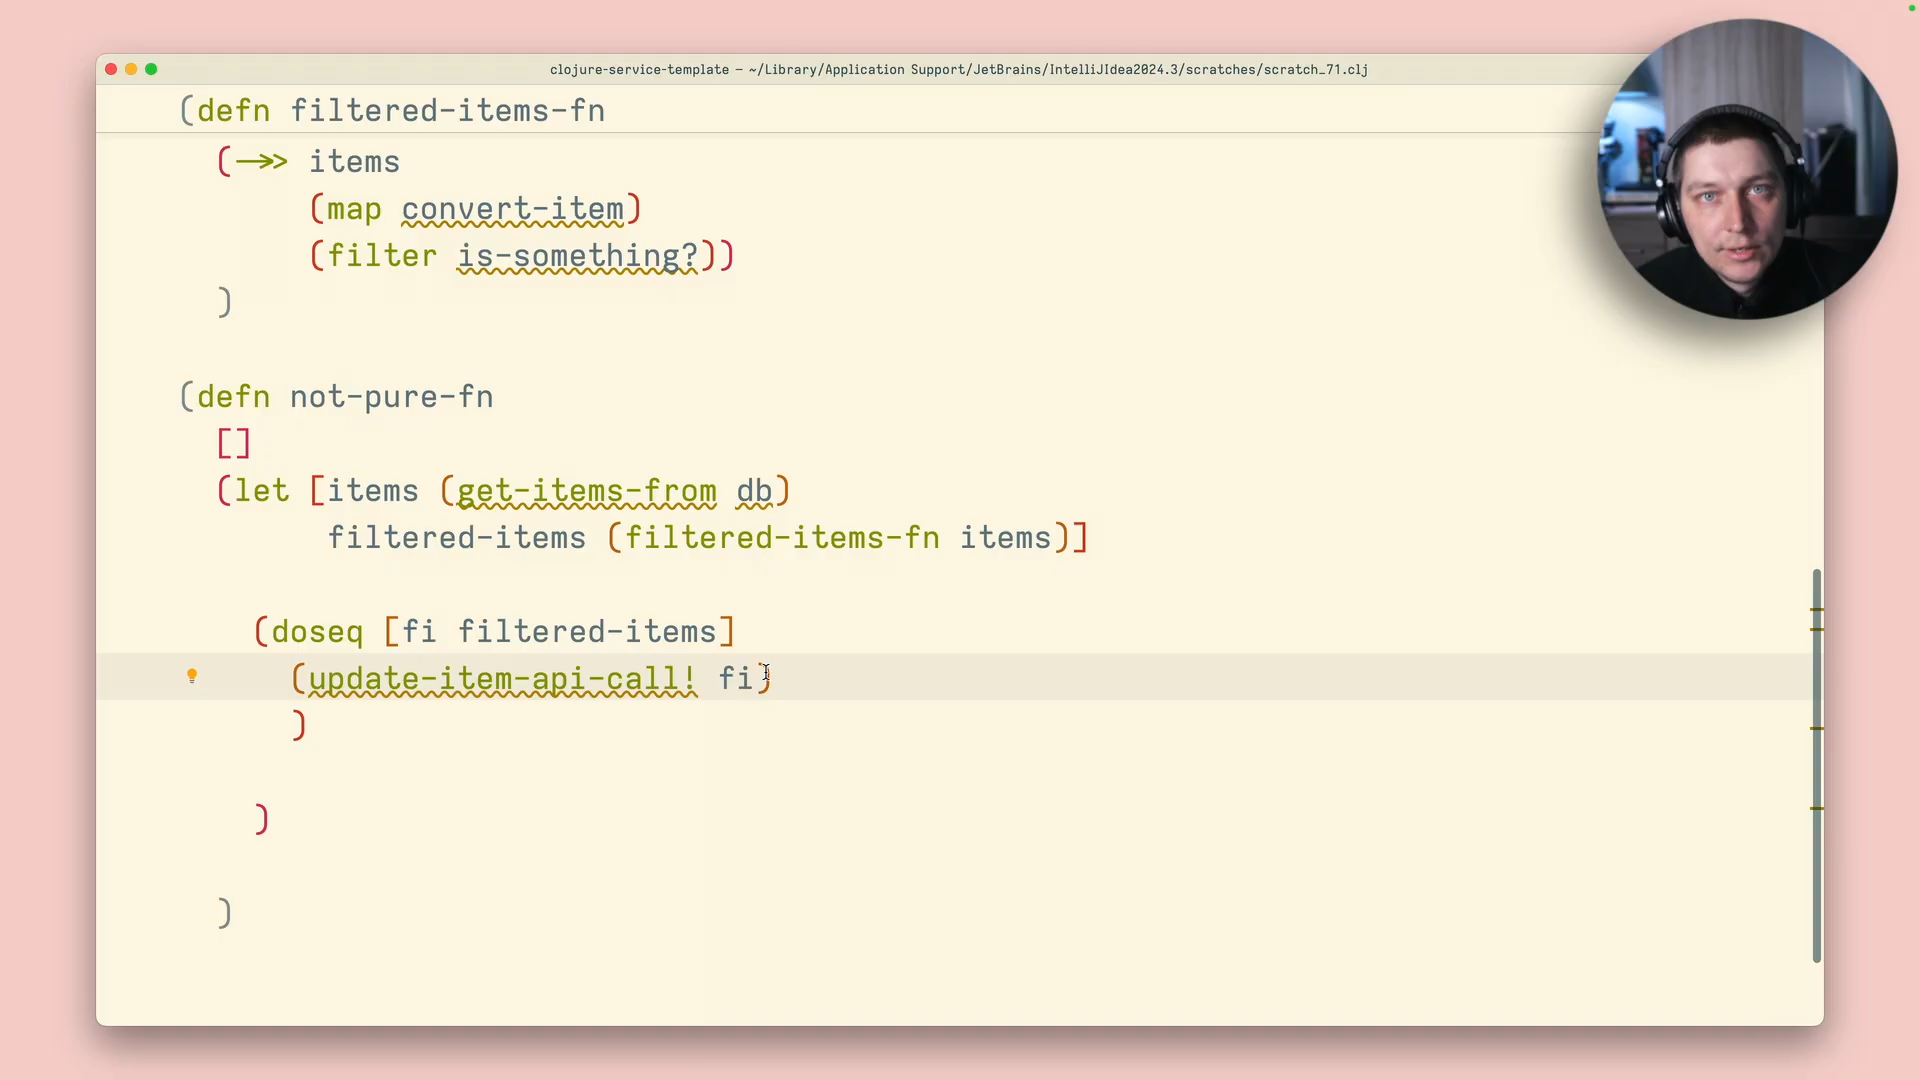 clojure-service-template – ~/Library/Application Support/JetBrains/IntelliJIdea2024.3/scratches/scratch_71.clj
(defn filtered-items-fn
(->> items
(map convert-item)
(filter is-something?))
)
(defn not-pure-fn
[]
(let [items (get-items-from db)
filtered-items (filtered-items-fn items)]
(doseq [fi filtered-items]
(update-item-api-call! fi)
)
)
)